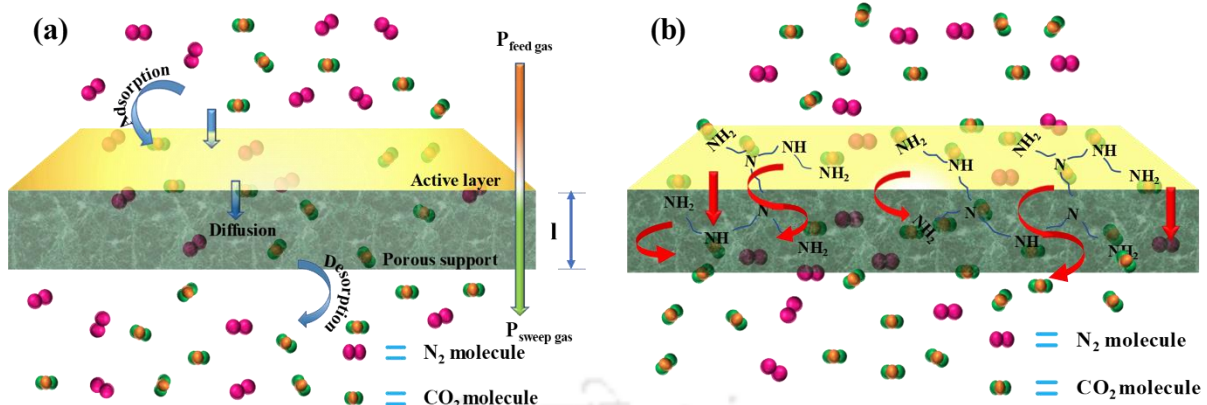 (a)
P feed gas
Adsorption
Active layer
Diffusion
l
Porous support
Desorption
P sweep gas
N2 molecule
CO2 molecule
(b)
NH2
NH
N
NH2
NH2
NH
NH2
NH
N
NH2
NH2
NH
N
NH2
N
NH2
NH
NH2
N
NH
NH2
N2 molecule
CO2 molecule